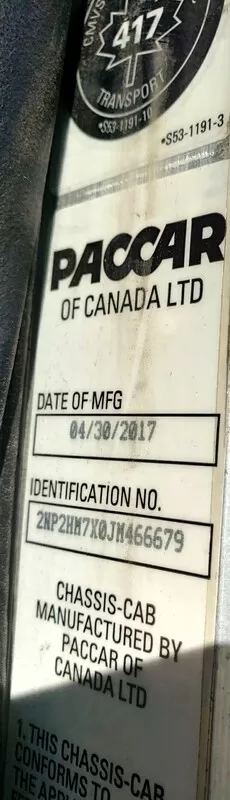 CMVSS
417
TRANSPORT
*S53-1191-10
*S53-1191-3
PACCAR
OF CANADA LTD
DATE OF MFG
04/30/2017
IDENTIFICATION NO.
2NP2HM7X0JM466679
CHASSIS-CAB
MANUFACTURED BY
PACCAR OF
CANADA LTD
1. THIS CHASSIS-CAB
CONFORMS TO
THE